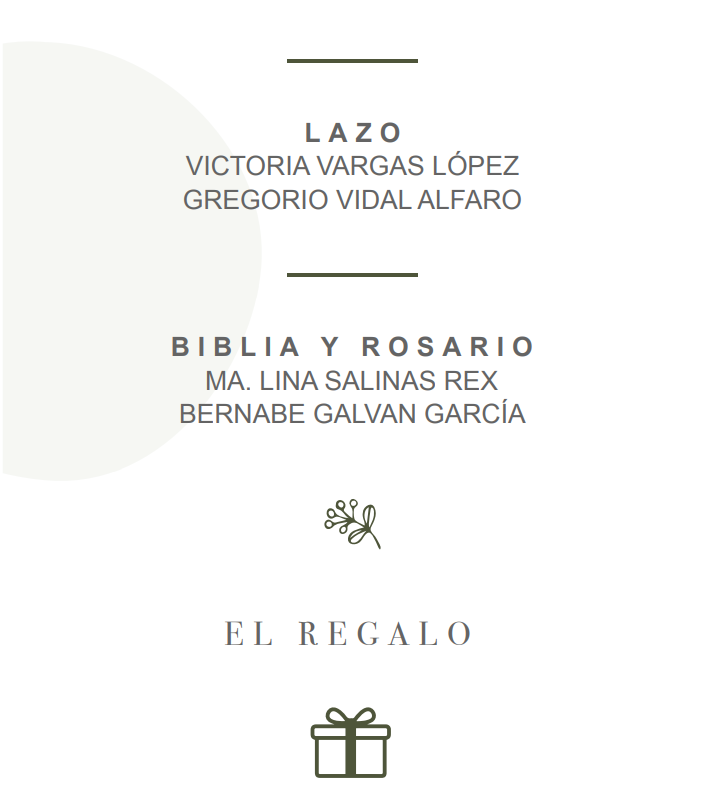 LAZO
VICTORIA VARGAS LÓPEZ
GREGORIO VIDAL ALFARO
BIBLIA Y ROSARIO
MA. LINA SALINAS REX
BERNABE GALVAN GARCÍA
EL REGALO